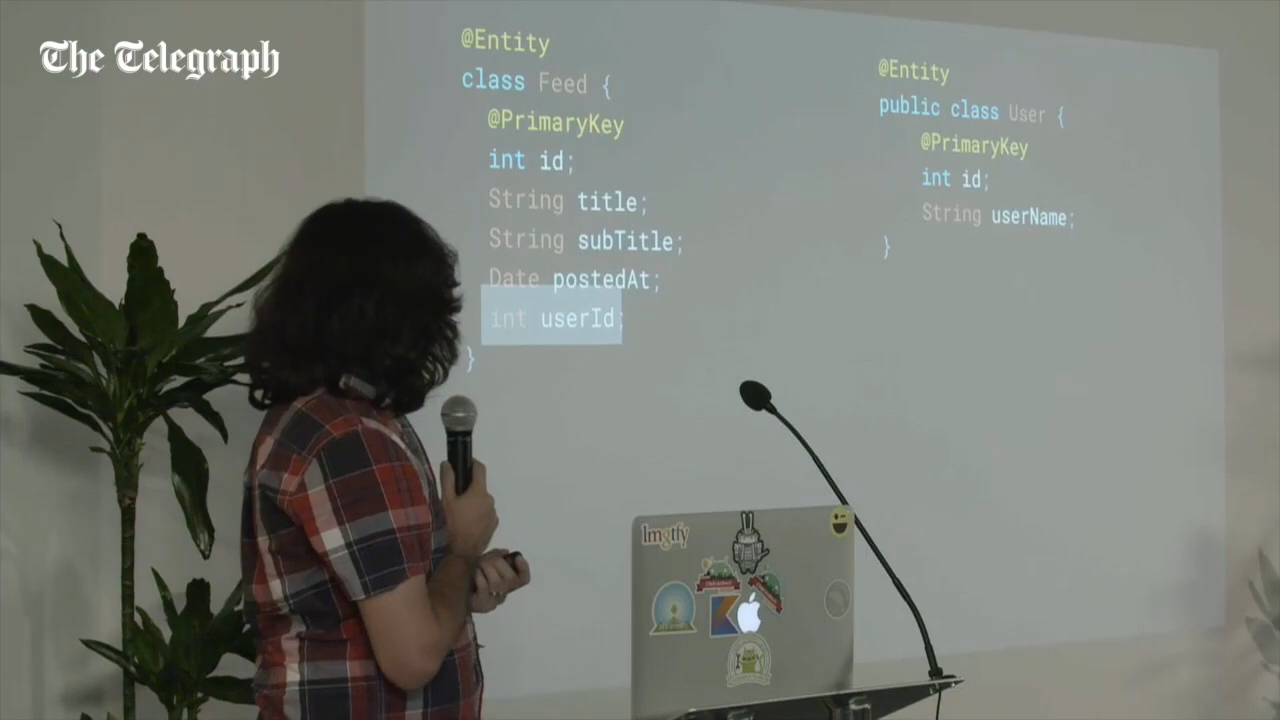 The Telegraph
@Entity
class Feed {
@PrimaryKey
int id;
String title;
String subTitle;
Date postedAt;
int userId;
}
@Entity
public class User {
@PrimaryKey
int id;
String userName;
}
lmgtfy